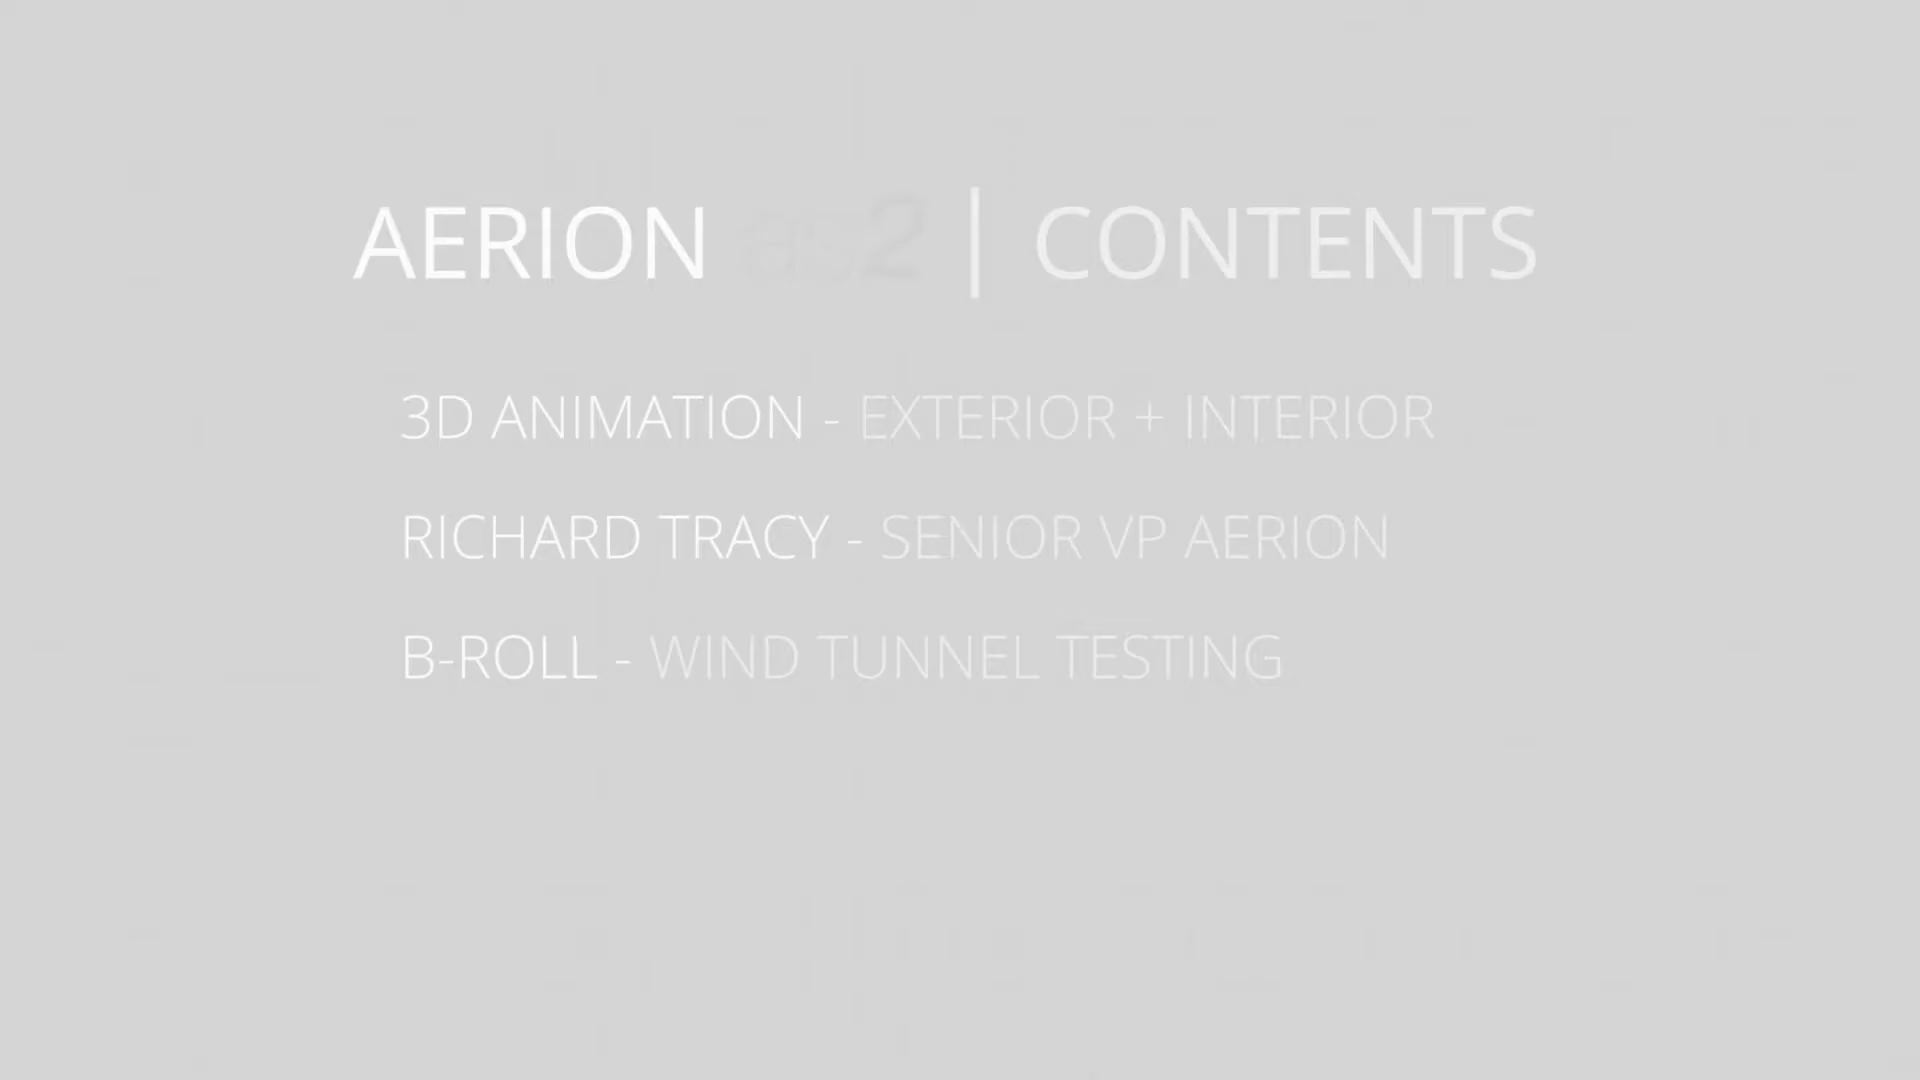 AERION as2 | CONTENTS
3D ANIMATION - EXTERIOR + INTERIOR
RICHARD TRACY - SENIOR VP AERION
B-ROLL - WIND TUNNEL TESTING